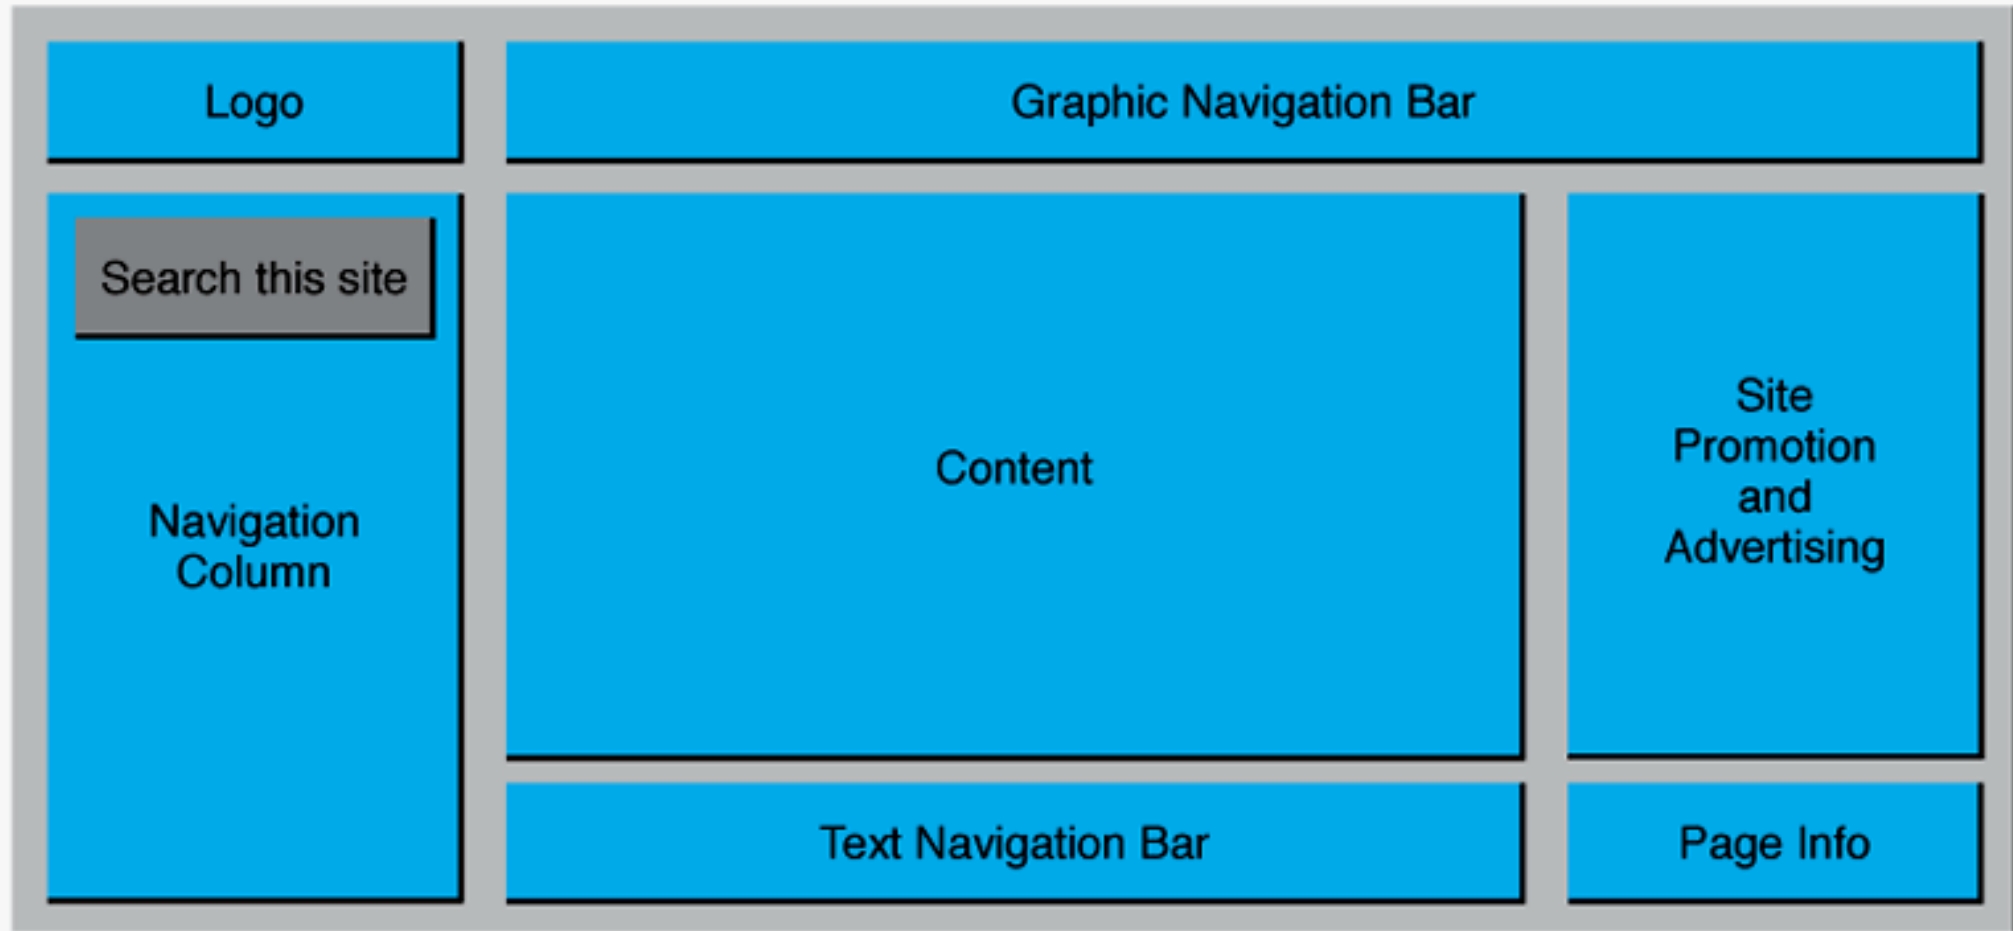 Logo
Graphic Navigation Bar
Search this site
Navigation
Column
Content
Site
Promotion
and
Advertising
Text Navigation Bar
Page Info